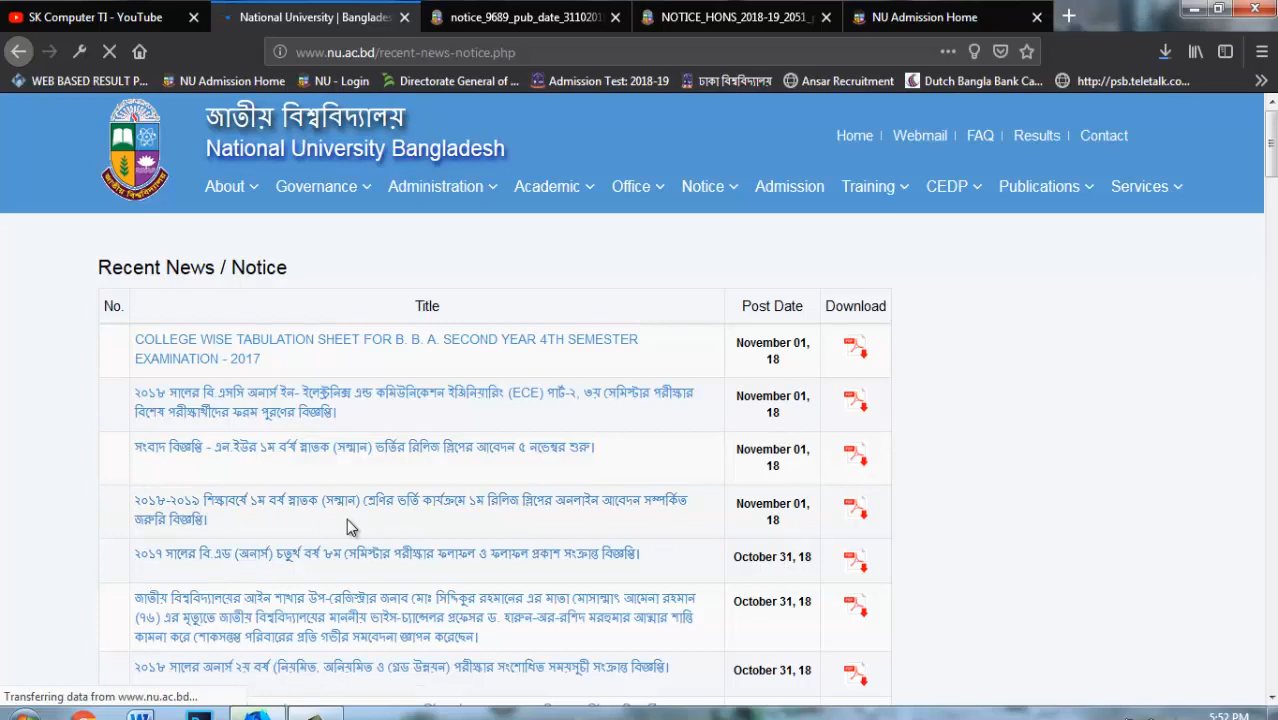 SK Computer TI - YouTube
National University | Banglades
notice_9689_pub_date_3110201
NOTICE_HONS_2018-19_2051_
NU Admission Home
www.nu.ac.bd/recent-news-notice.php
WEB BASED RESULT P...
NU Admission Home
NU - Login
Directorate General of ...
Admission Test: 2018-19
ঢাকা বিশ্ববিদ্যালয়
Ansar Recruitment
Dutch Bangla Bank Ca...
http://psb.teletalk.co...
জাতীয় বিশ্ববিদ্যালয়
National University Bangladesh
Home Webmail FAQ Results Contact
About Governance Administration Academic Office Notice Admission Training CEDP Publications Services
Recent News / Notice
No. Title Post Date Download
COLLEGE WISE TABULATION SHEET FOR B. B. A. SECOND YEAR 4TH SEMESTER
EXAMINATION - 2017
November 01,
18
২০১৮ সালের বি.এসসি অনার্স ইন- ইলেক্ট্রনিক্স এন্ড কমিউনিকেশন ইঞ্জিনিয়ারিং (ECE) পার্ট-২, ৩য় সেমিস্টার পরীক্ষার
বিশেষ পরীক্ষার্থীদের ফরম পূরণের বিজ্ঞপ্তি।
November 01,
18
সংবাদ বিজ্ঞপ্তি - এন.ইউর ১ম বর্ষ স্নাতক (সম্মান) ভর্তির রিলিজ স্লিপের আবেদন ৫ নভেম্বর শুরু।
November 01,
18
২০১৮-২০১৯ শিক্ষাবর্ষে ১ম বর্ষ স্নাতক (সম্মান) শ্রেণির ভর্তি কার্যক্রমে ১ম রিলিজ স্লিপের অনলাইন আবেদন সম্পর্কিত
জরুরি বিজ্ঞপ্তি।
November 01,
18
২০১৭ সালের বি.এড (অনার্স) চতুর্থ বর্ষ ৮ম সেমিস্টার পরীক্ষার ফলাফল ও ফলাফল প্রকাশ সংক্রান্ত বিজ্ঞপ্তি।
October 31, 18
জাতীয় বিশ্ববিদ্যালয়ের আইন শাখার উপ-রেজিস্ট্রার জনাব মোঃ সিদ্দিকুর রহমানের এর মাতা মোসাম্মাৎ আমেনা রহমান
(৭৬) এর মৃত্যুতে জাতীয় বিশ্ববিদ্যালয়ের মাননীয় ভাইস-চ্যান্সেলর প্রফেসর ড. হারুন-অর-রশিদ মরহুমার আত্মার শান্তি
কামনা করে শোকসন্তপ্ত পরিবারের প্রতি গভীর সমবেদনা জ্ঞাপন করেছেন।
October 31, 18
২০১৮ সালের অনার্স ২য় বর্ষ (নিয়মিত, অনিয়মিত ও গ্রেড উন্নয়ন) পরীক্ষার সংশোধিত সময়সূচী সংক্রান্ত বিজ্ঞপ্তি।
October 31, 18
Transferring data from www.nu.ac.bd...
5:52 PM